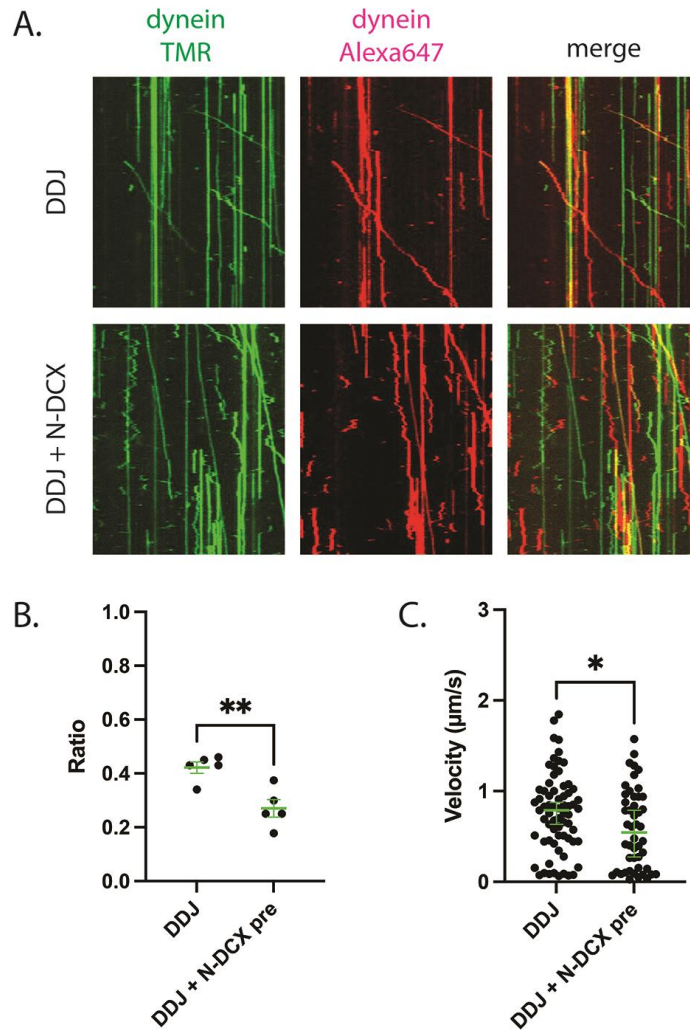 A.
dynein
TMR
dynein
Alexa647
merge
DDJ
DDJ + N-DCX
B.
1.0
0.8
0.6
0.4
0.2
0.0
Ratio
**
DDJ
DDJ + N-DCX pre
C.
3
2
1
0
Velocity (μm/s)
*
DDJ
DDJ + N-DCX pre